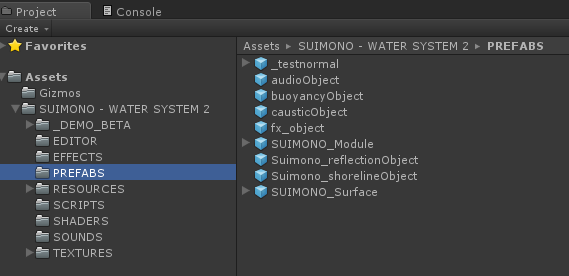 Project
Console
Create
Favorites
Assets
Gizmos
SUIMONO - WATER SYSTEM 2
_DEMO_BETA
EDITOR
EFFECTS
PREFABS
RESOURCES
SCRIPTS
SHADERS
SOUNDS
TEXTURES
Assets SUIMONO - WATER SYSTEM 2 PREFABS
_testnormal
audioObject
buoyancyObject
causticObject
fx_object
SUIMONO_Module
Suimono_reflectionObject
Suimono_shorelineObject
SUIMONO_Surface